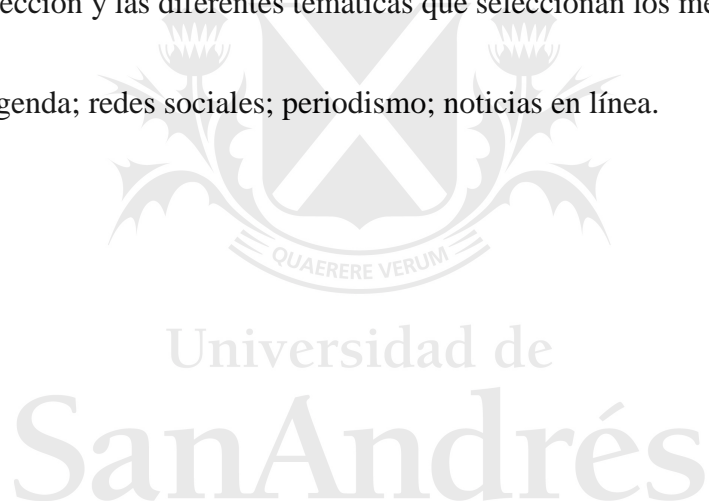 ección y las diferentes temáticas que seleccionan los me
genda; redes sociales; periodismo; noticias en línea.
QUAERERE VERUM
Universidad de
SanAndrés